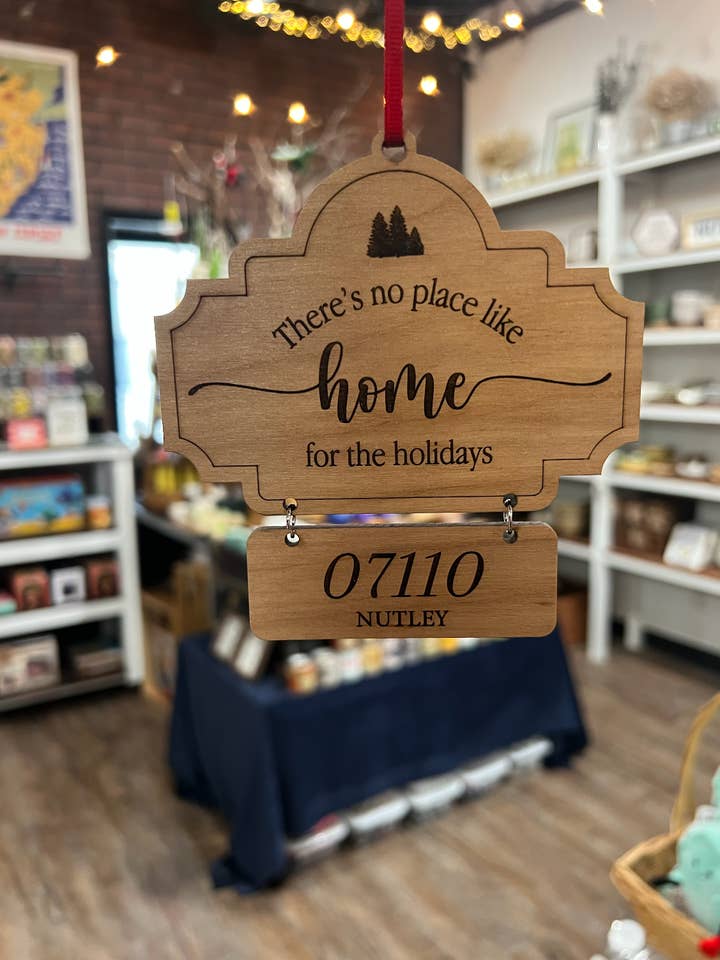 There's no place like
home
for the holidays
07110
NUTLEY